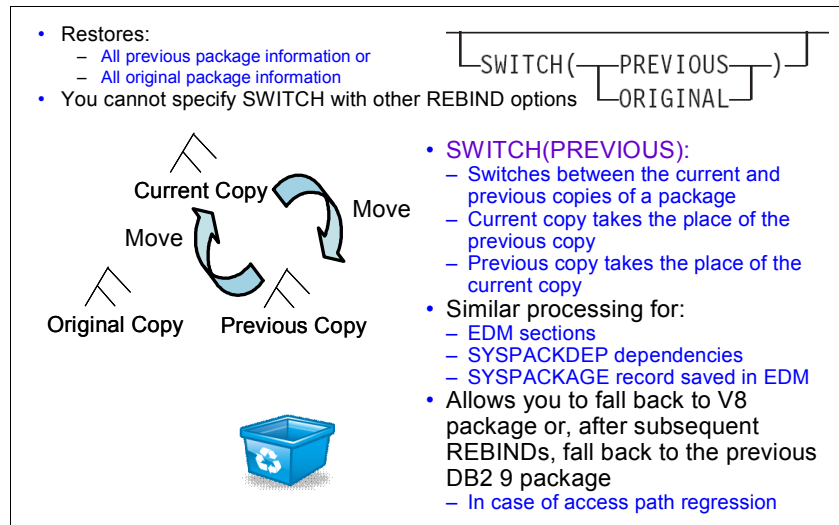 • Restores:
– All previous package information or
– All original package information
• You cannot specify SWITCH with other REBIND options
SWITCH( PREVIOUS )
ORIGINAL
Current Copy
Move
Move
Original Copy
Previous Copy
• SWITCH(PREVIOUS):
– Switches between the current and
previous copies of a package
– Current copy takes the place of the
previous copy
– Previous copy takes the place of the
current copy
• Similar processing for:
– EDM sections
– SYSPACKDEP dependencies
– SYSPACKAGE record saved in EDM
• Allows you to fall back to V8
package or, after subsequent
REBINDs, fall back to the previous
DB2 9 package
– In case of access path regression